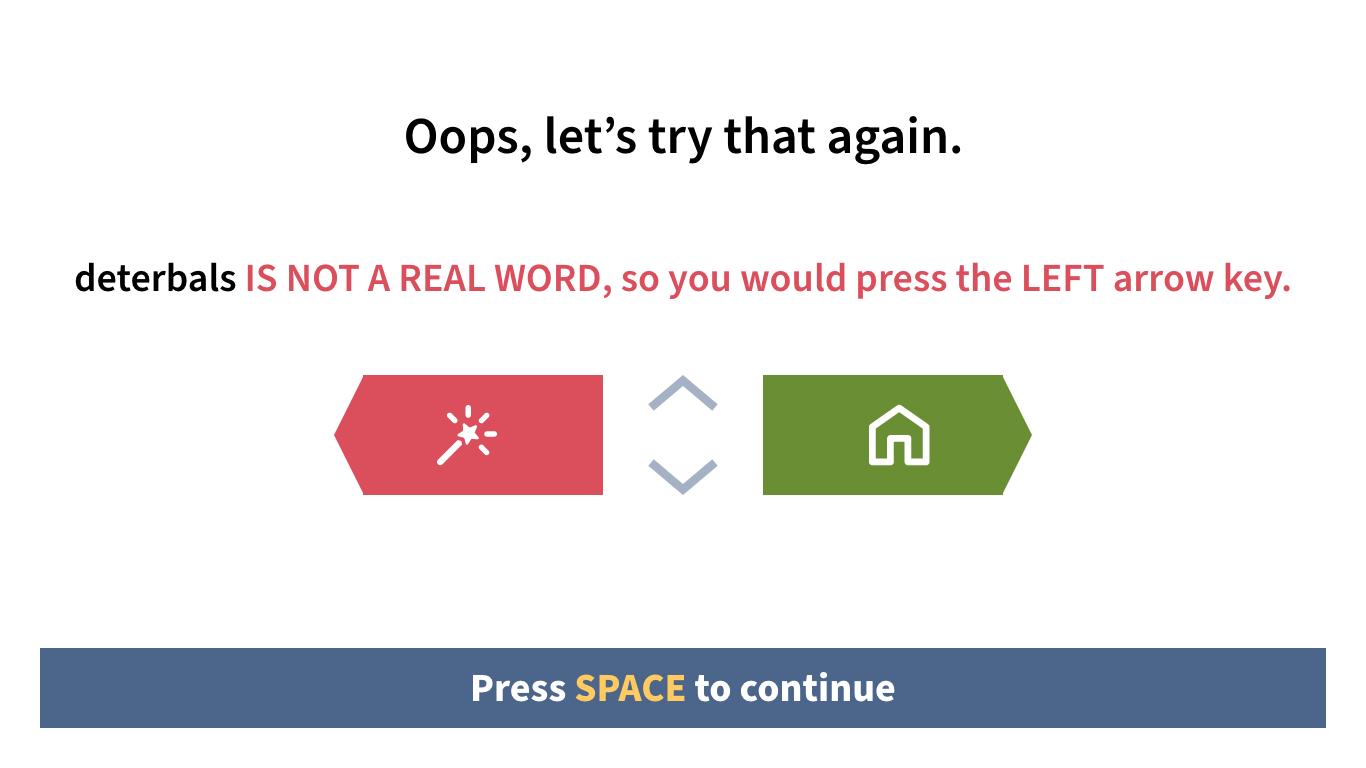 Oops, let’s try that again.
deterbals IS NOT A REAL WORD, so you would press the LEFT arrow key.
Press SPACE to continue